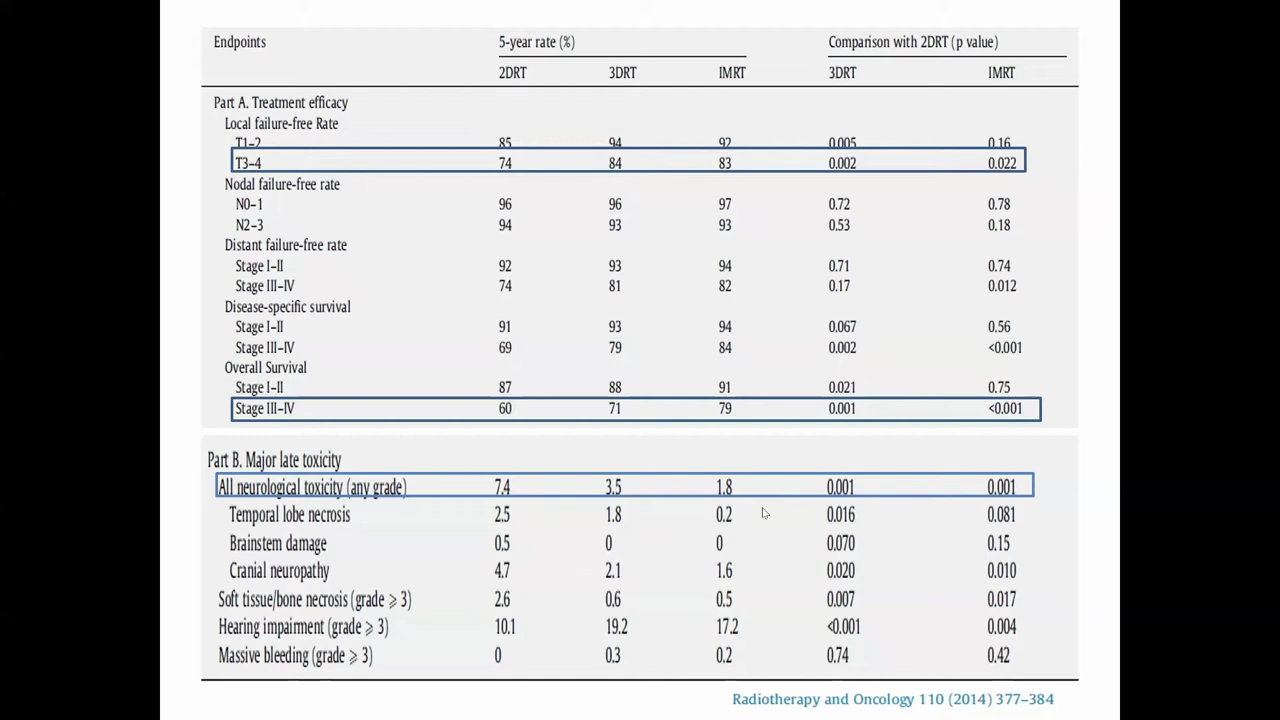 Endpoints 5-year rate (%) Comparison with 2DRT (p value)
2DRT 3DRT IMRT 3DRT IMRT
Part A. Treatment efficacy
Local failure-free Rate
T1–2 85 94 92 0.005 0.16
T3–4 74 84 83 0.002 0.022
Nodal failure-free rate
N0–1 96 96 97 0.72 0.78
N2–3 94 93 93 0.53 0.18
Distant failure-free rate
Stage I–II 92 93 94 0.71 0.74
Stage III–IV 74 81 82 0.17 0.012
Disease-specific survival
Stage I–II 91 93 94 0.067 0.56
Stage III–IV 69 79 84 0.002 <0.001
Overall Survival
Stage I–II 87 88 91 0.021 0.75
Stage III–IV 60 71 79 0.001 <0.001
Part B. Major late toxicity
All neurological toxicity (any grade) 7.4 3.5 1.8 0.001 0.001
Temporal lobe necrosis 2.5 1.8 0.2 0.016 0.081
Brainstem damage 0.5 0 0 0.070 0.15
Cranial neuropathy 4.7 2.1 1.6 0.020 0.010
Soft tissue/bone necrosis (grade ⩾ 3) 2.6 0.6 0.5 0.007 0.017
Hearing impairment (grade ⩾ 3) 10.1 19.2 17.2 <0.001 0.004
Massive bleeding (grade ⩾ 3) 0 0.3 0.2 0.74 0.42
Radiotherapy and Oncology 110 (2014) 377–384